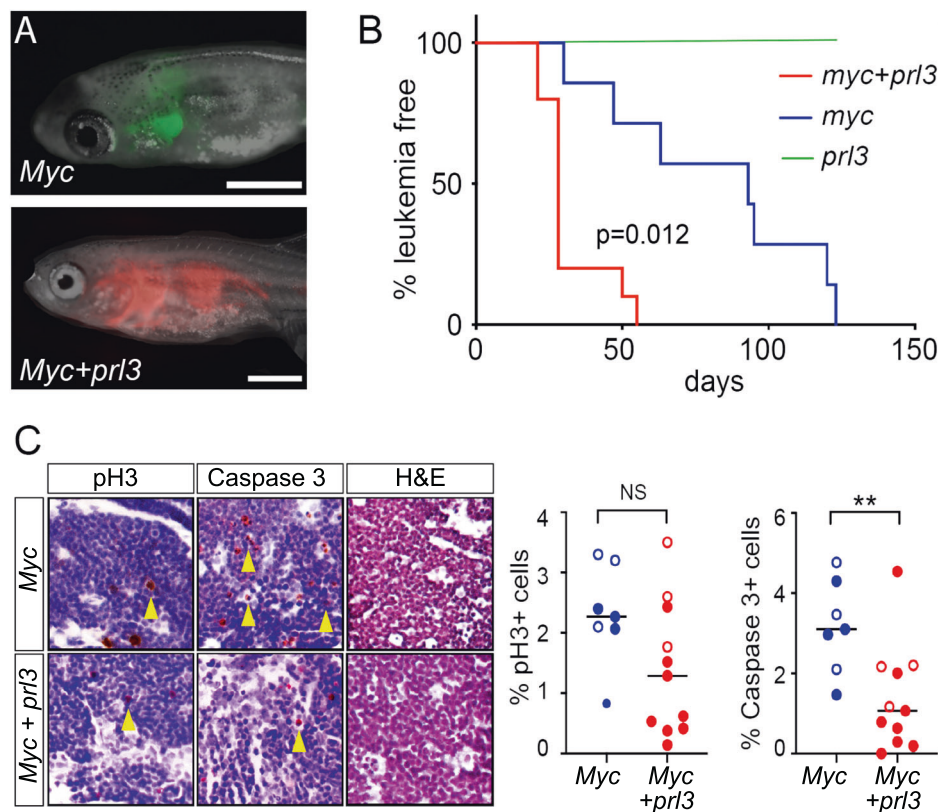 A
Myc
Myc+prl3
B
% leukemia free
100
50
0
0
50
100
150
days
p=0.012
myc+prl3
myc
prl3
C
pH3
Caspase 3
H&E
Myc
Myc + prl3
% pH3+ cells
4
3
2
1
0
NS
Myc
Myc
+prl3
% Caspase 3+ cells
6
4
2
0
**
Myc
Myc
+prl3